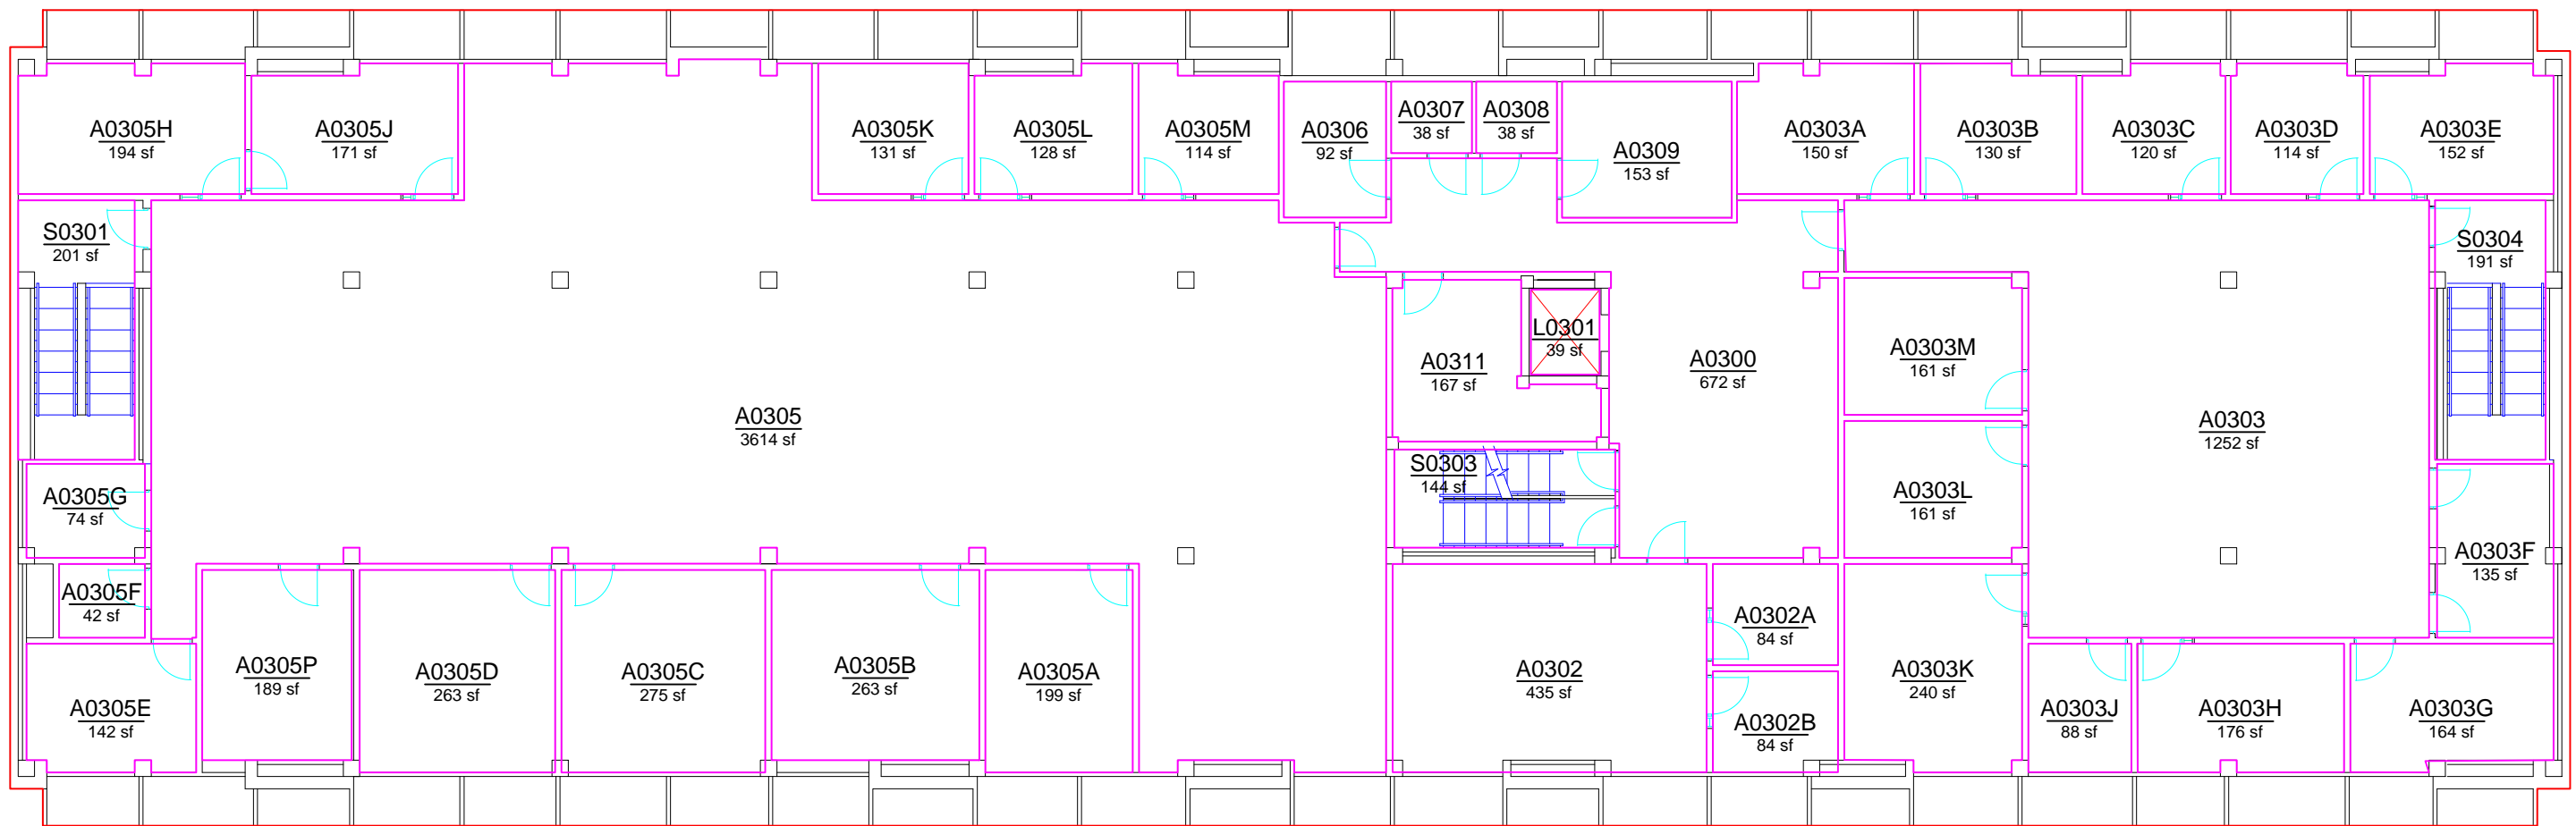 A0305H
194 sf
A0305J
171 sf
A0305K
131 sf
A0305L
128 sf
A0305M
114 sf
A0306
92 sf
A0307
38 sf
A0308
38 sf
A0309
153 sf
A0303A
150 sf
A0303B
130 sf
A0303C
120 sf
A0303D
114 sf
A0303E
152 sf
S0301
201 sf
S0304
191 sf
L0301
39 sf
A0311
167 sf
A0300
672 sf
A0303M
161 sf
A0305
3614 sf
A0303
1252 sf
S0303
144 sf
A0305G
74 sf
A0303L
161 sf
A0303F
135 sf
A0305F
42 sf
A0302A
84 sf
A0305P
189 sf
A0305D
263 sf
A0305C
275 sf
A0305B
263 sf
A0305A
199 sf
A0302
435 sf
A0303K
240 sf
A0305E
142 sf
A0302B
84 sf
A0303J
88 sf
A0303H
176 sf
A0303G
164 sf